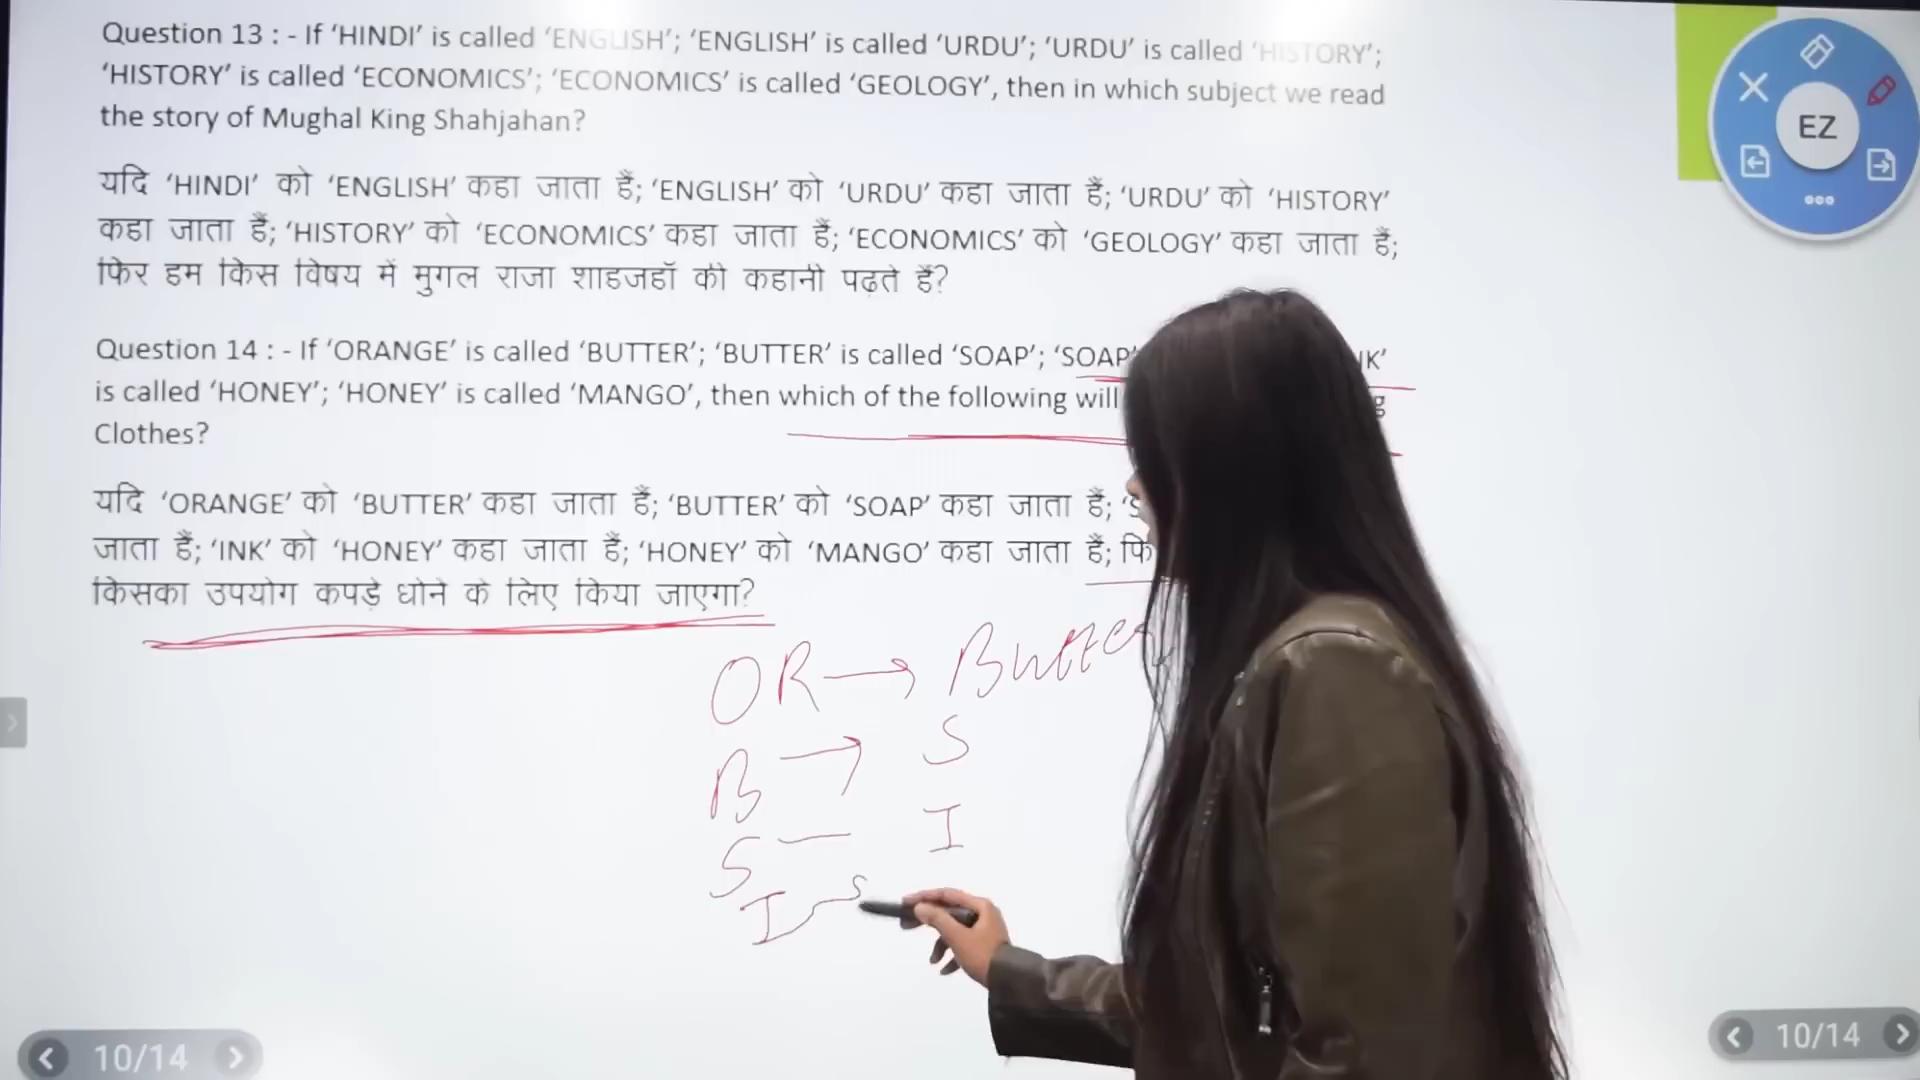 Question 13 : - If ‘HINDI’ is called ‘ENGLISH’; ‘ENGLISH’ is called ‘URDU’; ‘URDU’ is called ‘HISTORY’;
‘HISTORY’ is called ‘ECONOMICS’; ‘ECONOMICS’ is called ‘GEOLOGY’, then in which subject we read
the story of Mughal King Shahjahan?
यदि ‘HINDI’ को ‘ENGLISH’ कहा जाता हैं; ‘ENGLISH’ को ‘URDU’ कहा जाता हैं; ‘URDU’ को ‘HISTORY’
कहा जाता हैं; ‘HISTORY’ को ‘ECONOMICS’ कहा जाता हैं; ‘ECONOMICS’ को ‘GEOLOGY’ कहा जाता हैं;
फिर हम किस विषय में मुगल राजा शाहजहॉ की कहानी पढ़ते हैं?
Question 14 : - If ‘ORANGE’ is called ‘BUTTER’; ‘BUTTER’ is called ‘SOAP’; ‘SOAP’
is called ‘HONEY’; ‘HONEY’ is called ‘MANGO’, then which of the following will
Clothes?
यदि ‘ORANGE’ को ‘BUTTER’ कहा जाता हैं; ‘BUTTER’ को ‘SOAP’ कहा जाता हैं;
जाता हैं; ‘INK’ को ‘HONEY’ कहा जाता हैं; ‘HONEY’ को ‘MANGO’ कहा जाता हैं;
किसका उपयोग कपड़े धोने के लिए किया जाएगा?
OR → Butter
B → S
S — I
I
EZ
10/14
10/14